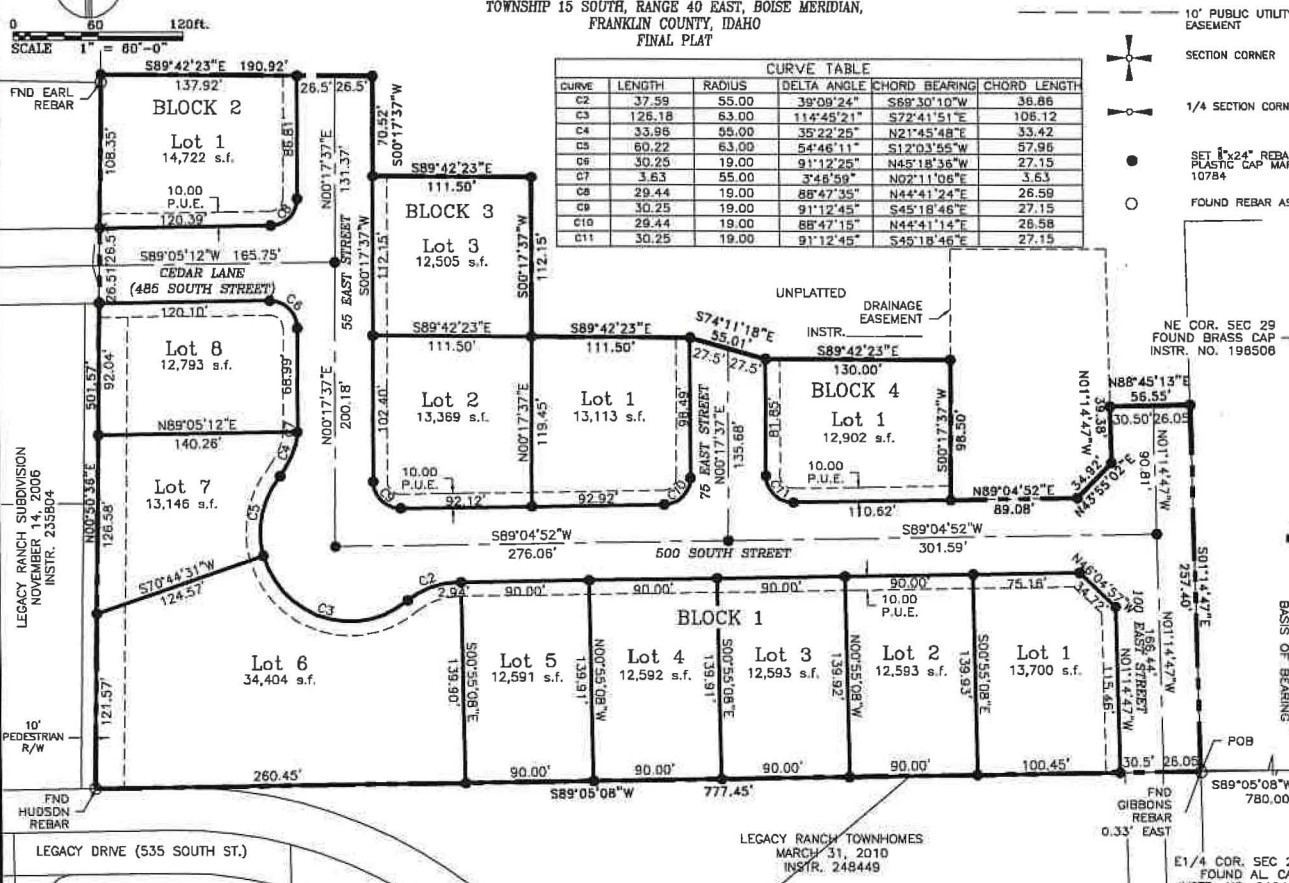 TOWNSHIP 15 SOUTH, RANGE 40 EAST, BOISE MERIDIAN,
FRANKLIN COUNTY, IDAHO
FINAL PLAT
0 60 120ft.
SCALE 1" = 60'-0"
10' PUBLIC UTILITY
EASEMENT
SECTION CORNER
1/4 SECTION CORN
SET "x24" REBA
PLASTIC CAP MAR
10784
FOUND REBAR AS
CURVE TABLE
CURVE LENGTH RADIUS DELTA ANGLE CHORD BEARING CHORD LENGTH
C2 37.59 55.00 39°09'24" S69°30'10"W 36.86
C3 126.18 63.00 114°45'21" S72°41'51"E 106.12
C4 33.96 55.00 35°22'25" N21°45'48"E 33.42
C5 60.22 63.00 54°46'11" S12°03'55"W 57.96
C6 30.25 19.00 91°12'25" N45°18'36"W 27.15
C7 3.63 55.00 3°46'59" N02°11'06"E 3.63
C8 29.44 19.00 88°47'35" N44°41'24"E 26.59
C9 30.25 19.00 91°12'45" S45°18'46"E 27.15
C10 29.44 19.00 88°47'15" N44°41'14"E 26.58
C11 30.25 19.00 91°12'45" S45°18'46"E 27.15
S89°42'23"E 190.92'
137.92'
26.5' 26.5'
FND EARL
REBAR
BLOCK 2
Lot 1
14,722 s.f.
108.35'
86.81'
10.00
P.U.E.
120.39'
C8
N00°17'37"E
131.37'
70.52'
S00°17'37"W
S89°05'12"W 165.75'
CEDAR LANE
(485 SOUTH STREET)
26.51' 26.5'
55 EAST STREET
S89°42'23"E
111.50'
BLOCK 3
Lot 3
12,505 s.f.
S00°17'37"W
112.15'
S00°17'37"W
112.15'
120.10'
C6
Lot 8
12,793 s.f.
501.57'
92.04'
68.99'
N89°05'12"E
140.26'
C7
C4
N00°17'37"E
200.18'
S89°42'23"E
111.50'
S89°42'23"E
111.50'
Lot 2
13,369 s.f.
102.40'
N00°17'37"E
119.45'
Lot 1
13,113 s.f.
98.49'
10.00
P.U.E.
C9
92.12'
92.92'
C10
UNPLATTED
DRAINAGE
EASEMENT
INSTR.
S74°11'18"E
55.01'
27.5' 27.5'
75 EAST STREET
N00°17'37"E
135.68'
S89°42'23"E
130.00'
BLOCK 4
Lot 1
12,902 s.f.
81.85'
S00°17'37"W
98.50'
10.00
P.U.E.
C11
110.62'
NE COR. SEC 29
FOUND BRASS CAP
INSTR. NO. 196506
N88°45'13"E
56.55'
30.50' 26.05'
N01°14'47"W
39.38'
34.92'
N43°55'02"E
N01°14'47"W
90.81'
N89°04'52"E
89.08'
S89°04'52"W
276.06'
500 SOUTH STREET
S89°04'52"W
301.59'
LEGACY RANCH SUBDIVISION
NOVEMBER 14, 2006
INSTR. 235804
N00°50'36"E
126.58'
Lot 7
13,146 s.f.
C5
S70°44'31"W
124.57'
C3
C2
2.94'
90.00'
90.00'
90.00'
90.00'
75.16'
N46°04'57"W
34.72'
BLOCK 1
10.00
P.U.E.
Lot 6
34,404 s.f.
121.57'
10'
PEDESTRIAN
R/W
S00°55'08"E
139.90'
Lot 5
12,591 s.f.
N00°55'08"W
139.91'
Lot 4
12,592 s.f.
S00°55'08"E
139.91'
Lot 3
12,593 s.f.
N00°55'08"W
139.92'
Lot 2
12,593 s.f.
S00°55'08"E
139.93'
Lot 1
13,700 s.f.
115.46'
N01°14'47"W
100 EAST STREET
166.44'
N01°14'47"W
S01°14'47"E
257.40'
BASIS OF BEARING
POB
260.45'
90.00'
90.00'
90.00'
90.00'
100.45'
30.5' 26.05'
S89°05'08"W
777.45'
S89°05'08"W
780.00
FND
HUDSON
REBAR
FND
GIBBONS
REBAR
0.33' EAST
LEGACY DRIVE (535 SOUTH ST.)
LEGACY RANCH TOWNHOMES
MARCH 31, 2010
INSTR. 248449
E1/4 COR. SEC 2
FOUND AL. CA